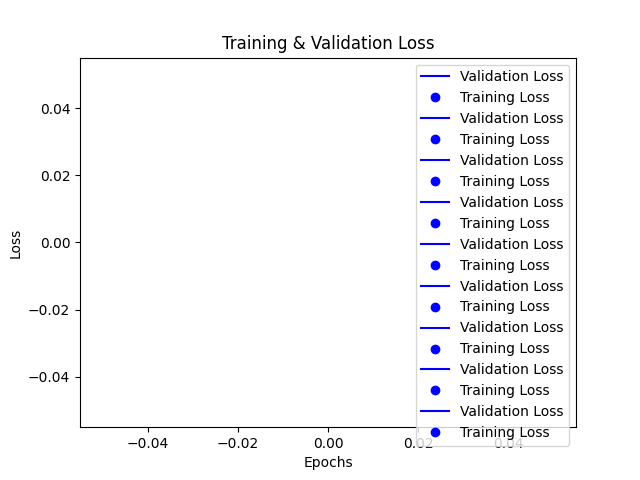 Training & Validation Loss
Loss
0.04
0.02
0.00
−0.02
−0.04
Validation Loss
Training Loss
Validation Loss
Training Loss
Validation Loss
Training Loss
Validation Loss
Training Loss
Validation Loss
Training Loss
Validation Loss
Training Loss
Validation Loss
Training Loss
Validation Loss
Training Loss
Validation Loss
Training Loss
−0.04 −0.02 0.00 0.02 0.04
Epochs